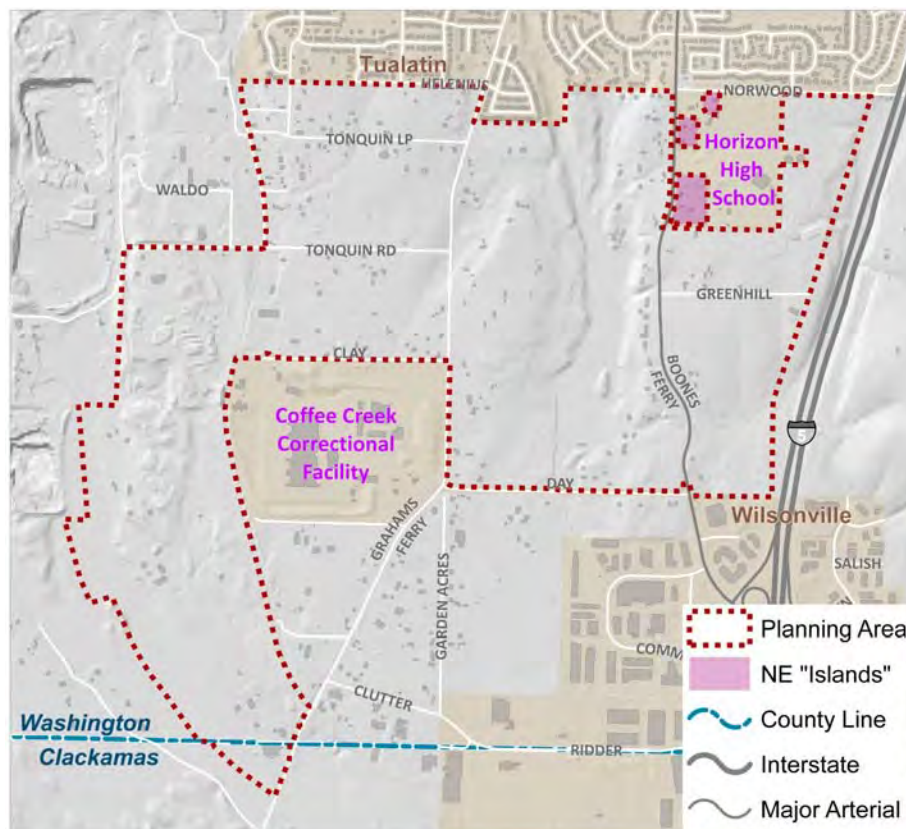 Tualatin
HELENIUS
NORWOOD
TONQUIN LP
Horizon
High
School
WALDO
TONQUIN RD
GREENHILL
CLAY
BOONES
FERRY
Coffee Creek
Correctional
Facility
5
DAY
Wilsonville
GRAHAMS
FERRY
SALISH
GARDEN ACRES
COMM
CLUTTER
Washington
Clackamas
RIDDER
Planning Area
NE "Islands"
County Line
Interstate
Major Arterial